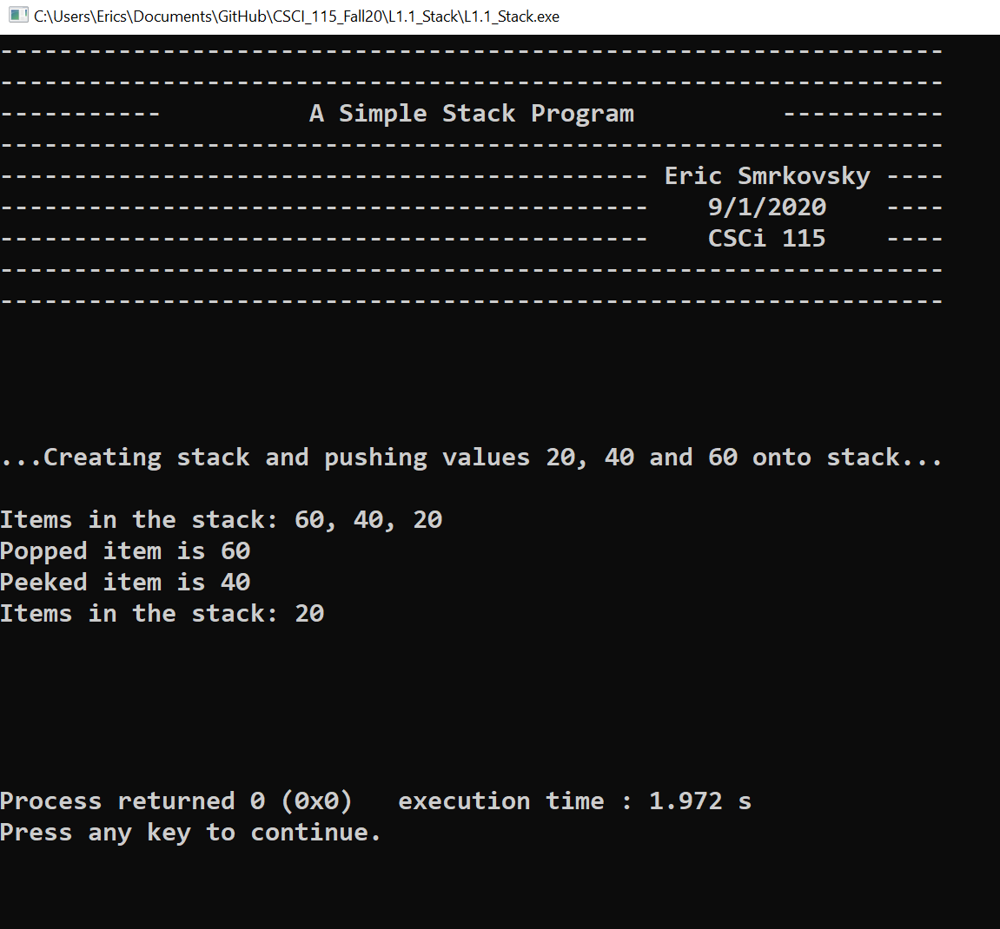 C:\Users\Erics\Documents\GitHub\CSCI_115_Fall20\L1.1_Stack\L1.1_Stack.exe
----------------------------------------------------------------
----------------------------------------------------------------
-----------          A Simple Stack Program          -----------
----------------------------------------------------------------
-------------------------------------------- Eric Smrkovsky ----
--------------------------------------------    9/1/2020    ----
--------------------------------------------    CSCi 115    ----
----------------------------------------------------------------
----------------------------------------------------------------
...Creating stack and pushing values 20, 40 and 60 onto stack...
Items in the stack: 60, 40, 20
Popped item is 60
Peeked item is 40
Items in the stack: 20
Process returned 0 (0x0)   execution time : 1.972 s
Press any key to continue.